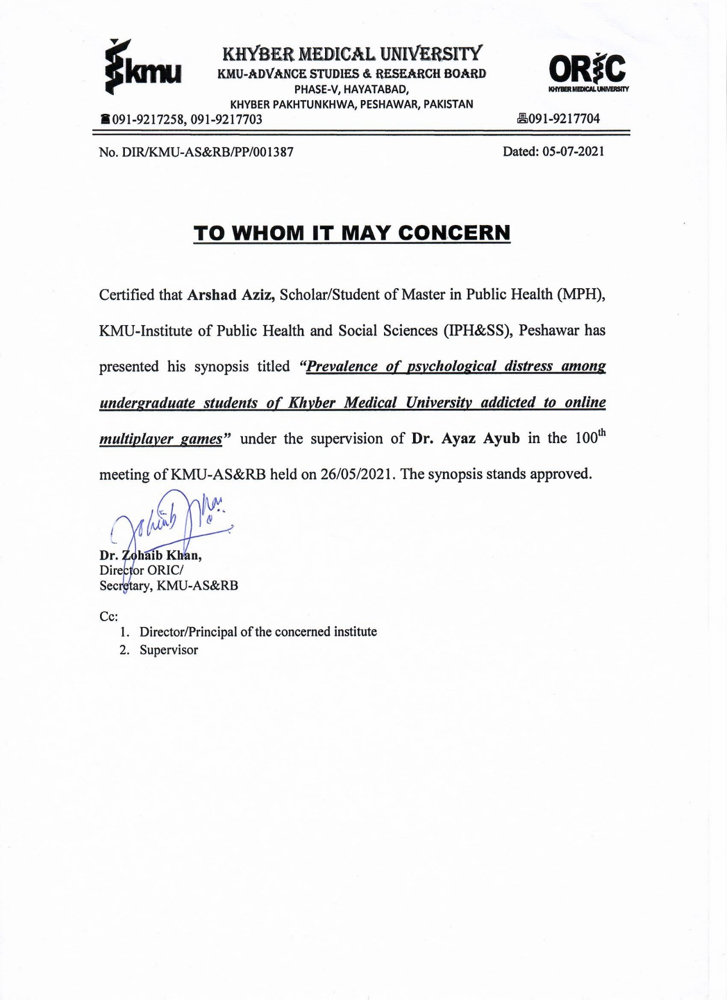 kmu
KHYBER MEDICAL UNIVERSITY
KMU-ADVANCE STUDIES & RESEARCH BOARD
PHASE-V, HAYATABAD,
KHYBER PAKHTUNKHWA, PESHAWAR, PAKISTAN
ORIC
KHYBER MEDICAL UNIVERSITY
091-9217258, 091-9217703
091-9217704
No. DIR/KMU-AS&RB/PP/001387
Dated: 05-07-2021
TO WHOM IT MAY CONCERN
Certified that Arshad Aziz, Scholar/Student of Master in Public Health (MPH),
KMU-Institute of Public Health and Social Sciences (IPH&SS), Peshawar has
presented his synopsis titled “Prevalence of psychological distress among
undergraduate students of Khyber Medical University addicted to online
multiplayer games” under the supervision of Dr. Ayaz Ayub in the 100th
meeting of KMU-AS&RB held on 26/05/2021. The synopsis stands approved.
Zohaib Khan
Dr. Zohaib Khan,
Director ORIC/
Secretary, KMU-AS&RB
Cc:
1. Director/Principal of the concerned institute
2. Supervisor